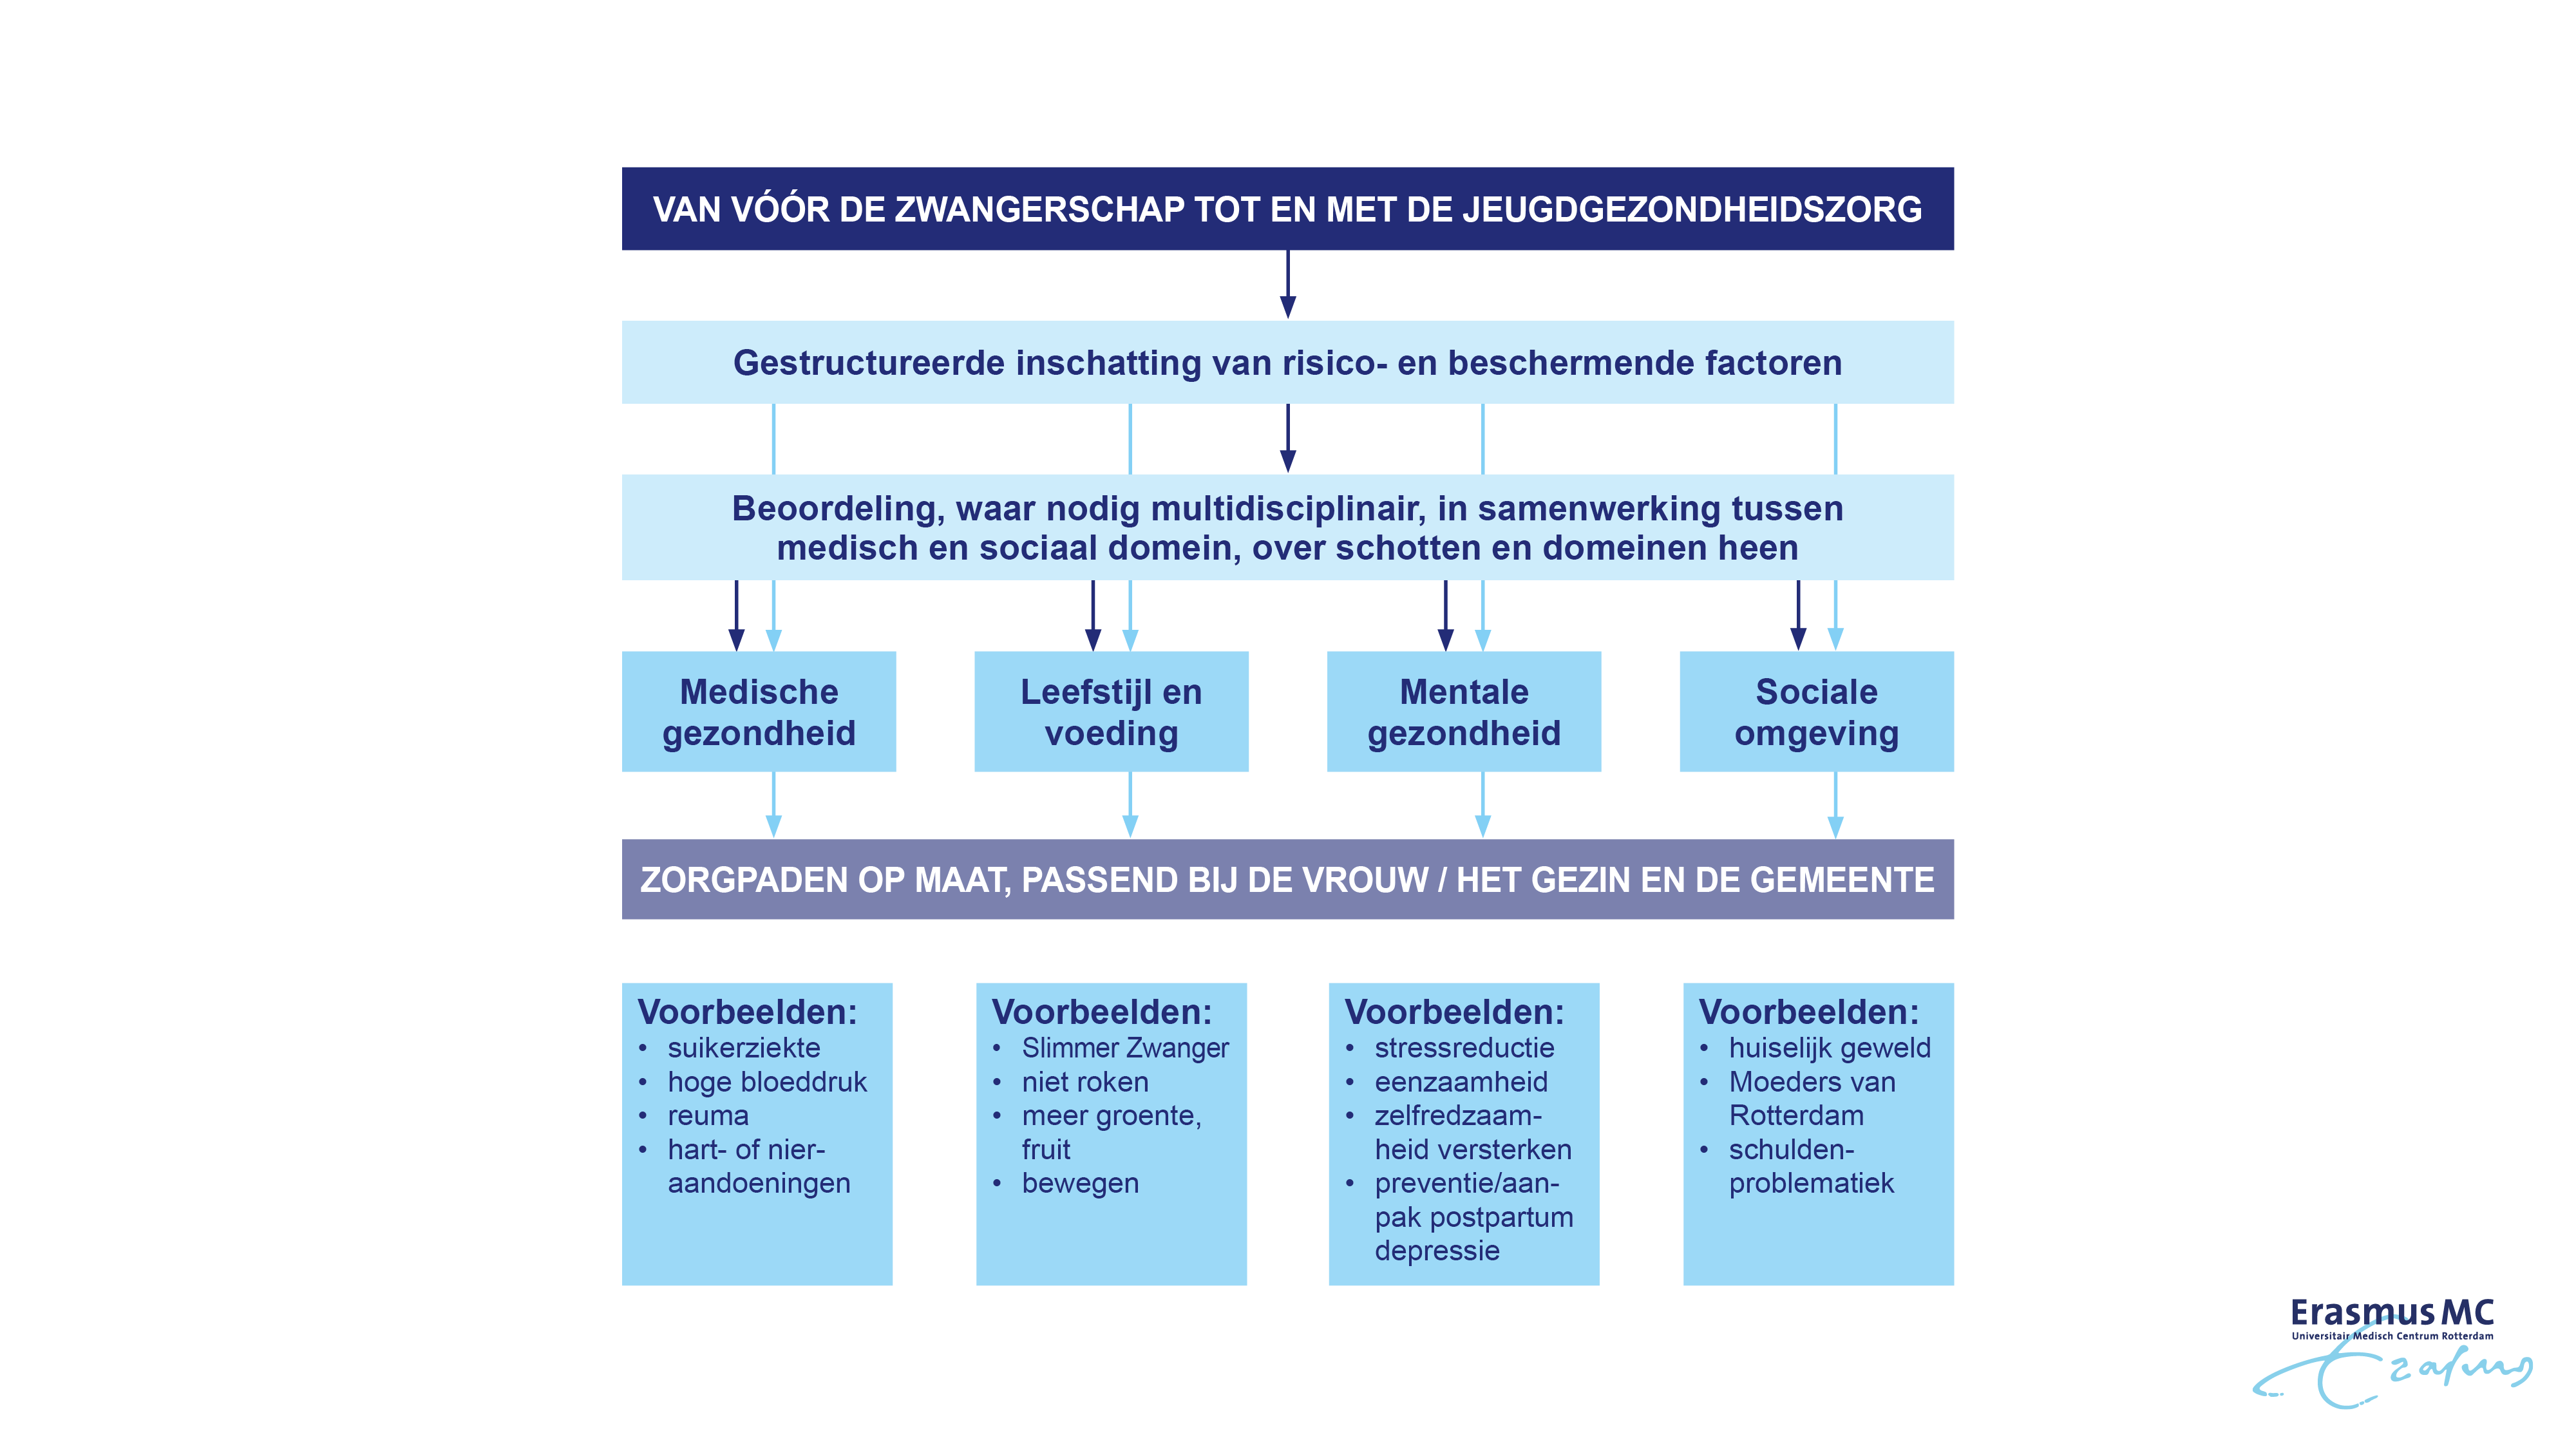 VAN VÓÓR DE ZWANGERSCHAP TOT EN MET DE JEUGDGEZONDHEIDSZORG
Gestructureerde inschatting van risico- en beschermende factoren
Beoordeling, waar nodig multidisciplinair, in samenwerking tussen
medisch en sociaal domein, over schotten en domeinen heen
Medische
gezondheid
Leefstijl en
voeding
Mentale
gezondheid
Sociale
omgeving
ZORGPADEN OP MAAT, PASSEND BIJ DE VROUW / HET GEZIN EN DE GEMEENTE
Voorbeelden:
• suikerziekte
• hoge bloeddruk
• reuma
• hart- of nier-
aandoeningen
Voorbeelden:
• Slimmer Zwanger
• niet roken
• meer groente,
fruit
• bewegen
Voorbeelden:
• stressreductie
• eenzaamheid
• zelfredzaam-
heid versterken
• preventie/aan-
pak postpartum
depressie
Voorbeelden:
• huiselijk geweld
• Moeders van
Rotterdam
• schulden-
problematiek
Erasmus MC
Universitair Medisch Centrum Rotterdam